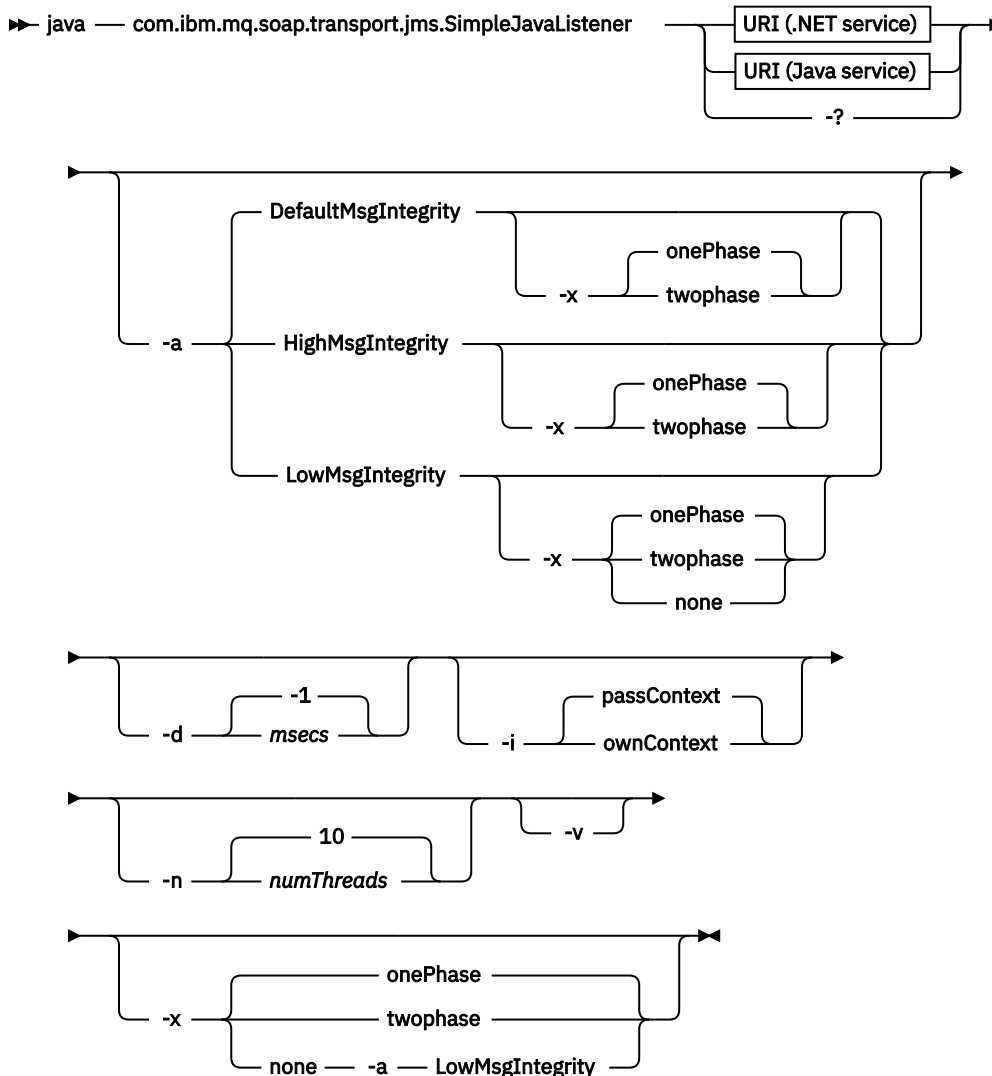 java com.ibm.mq.soap.transport.jms.SimpleJavaListener URI (.NET service)
URI (Java service)
-?
DefaultMsgIntegrity
onePhase
-x twophase
-a HighMsgIntegrity
onePhase
-x twophase
LowMsgIntegrity
onePhase
-x twophase
none
-1 passContext
-d msecs -i ownContext
10 -v
-n numThreads
onePhase
-x twophase
none -a LowMsgIntegrity